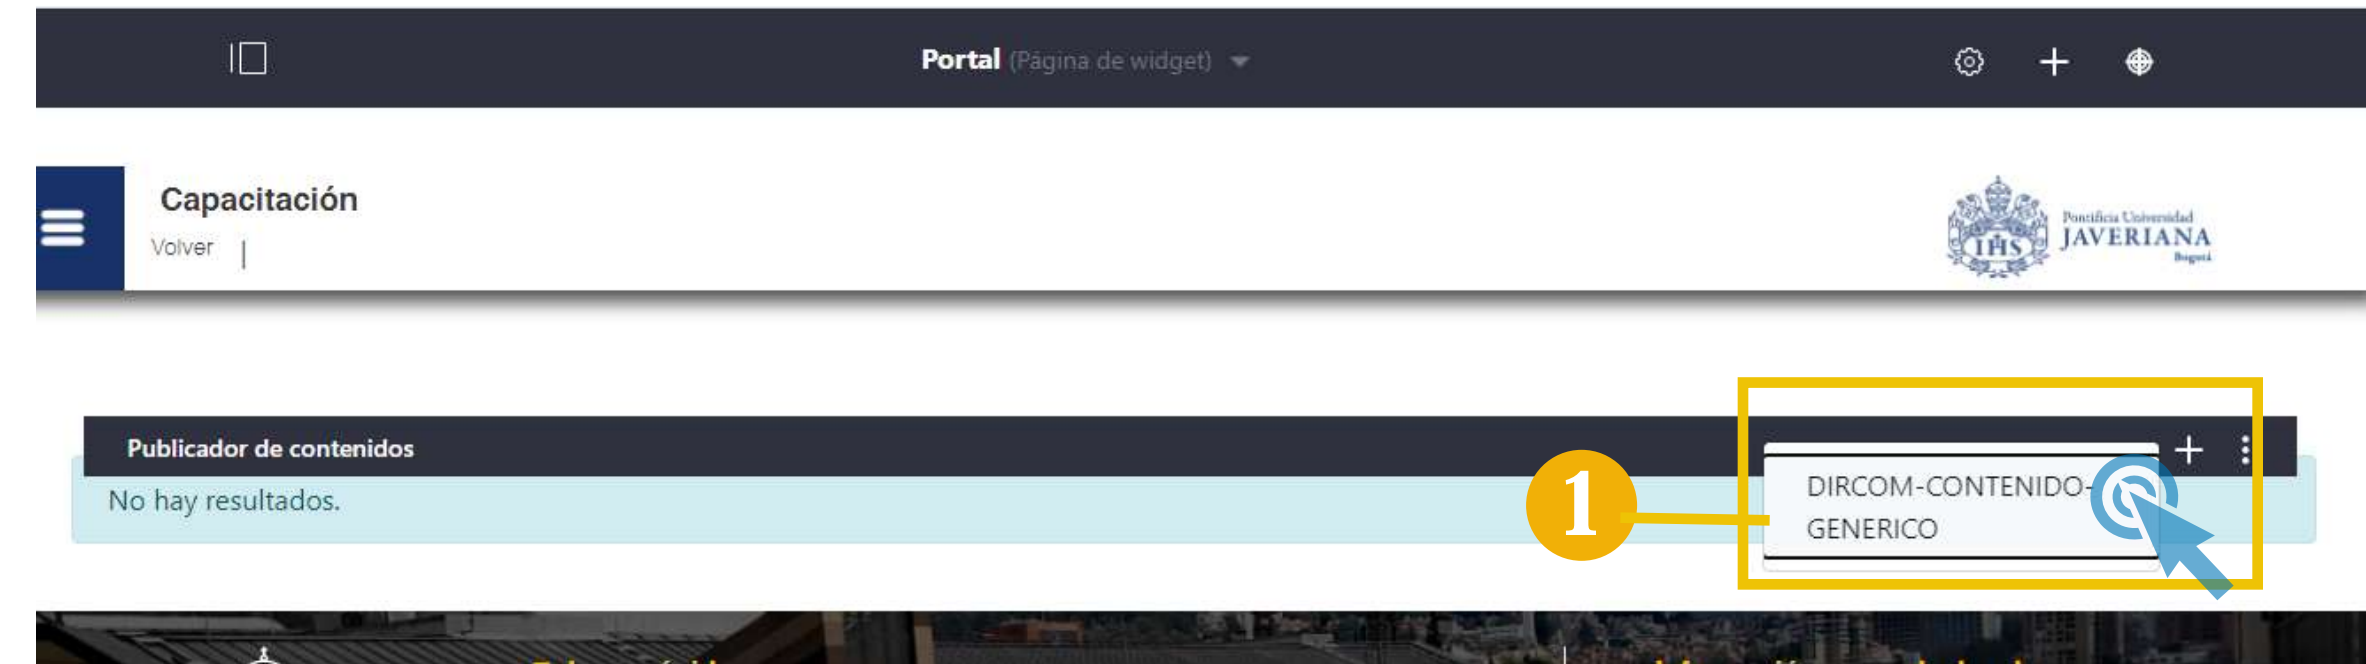 Portal (Página de widget)
Capacitación
Volver |
Pontificia Universidad
JAVERIANA
Bogotá
IHS
Publicador de contenidos
No hay resultados.
1
DIRCOM-CONTENIDO-
GENERICO